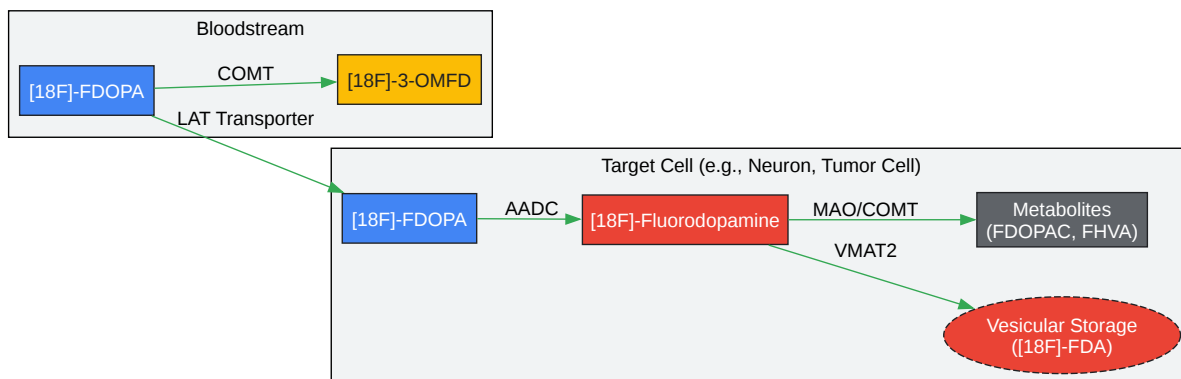 Bloodstream
[18F]-FDOPA
COMT
[18F]-3-OMFD
LAT Transporter
Target Cell (e.g., Neuron, Tumor Cell)
[18F]-FDOPA
AADC
[18F]-Fluorodopamine
MAO/COMT
Metabolites
(FDOPAC, FHVA)
VMAT2
Vesicular Storage
([18F]-FDA)